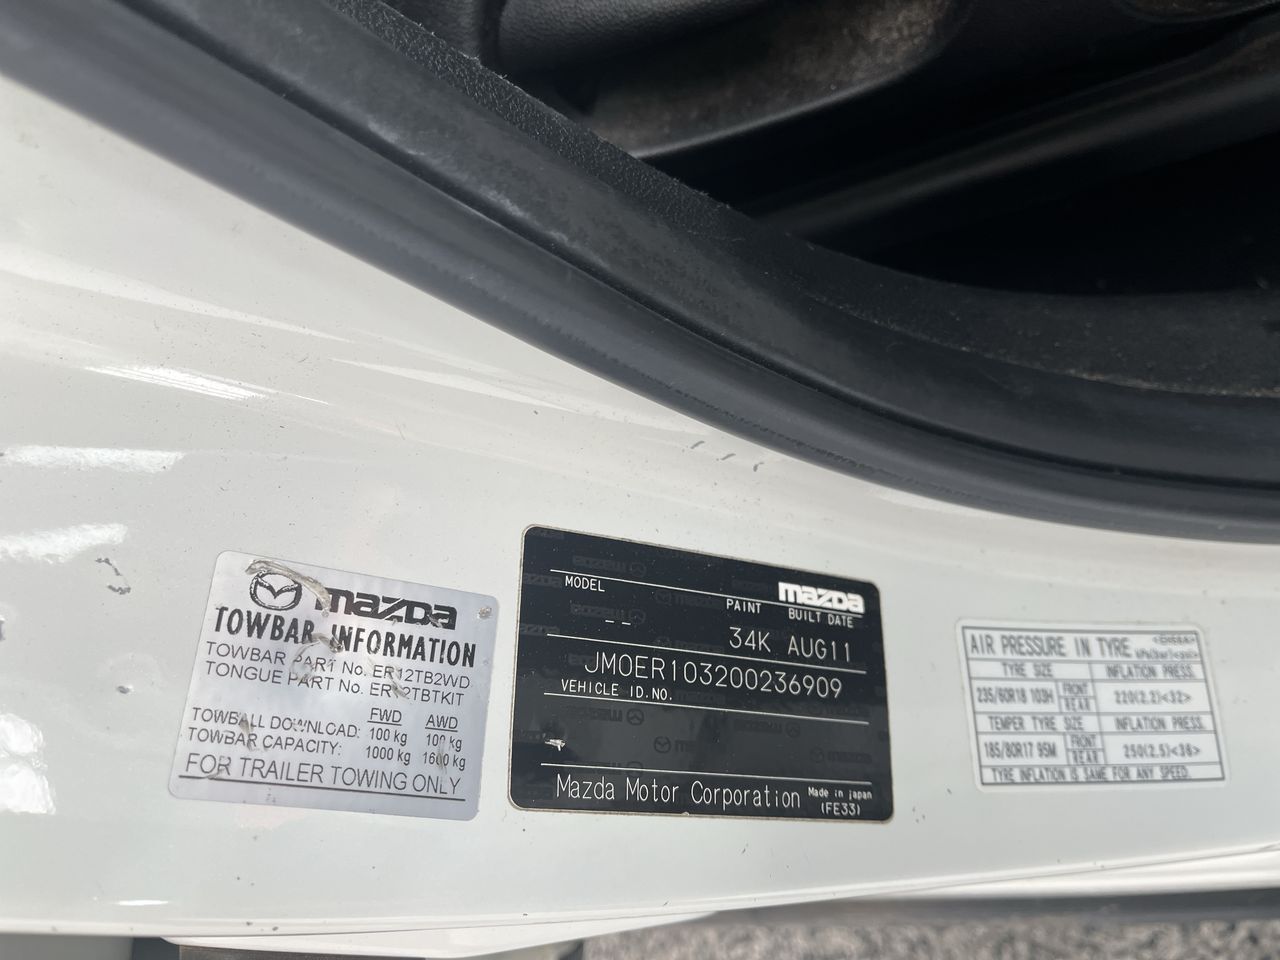 mazda
TOWBAR INFORMATION
TOWBAR PART No. ER12TB2WD
TONGUE PART No. ER12TBTKIT
FWD AWD
TOWBALL DOWNLOAD: 100 kg 100 kg
TOWBAR CAPACITY: 1000 kg 1600 kg
FOR TRAILER TOWING ONLY
mazda
MODEL PAINT BUILT DATE
-- 34K AUG11
JM0ER103200236909
VEHICLE ID.NO.
Mazda Motor Corporation Made in japan
(FE33)
AIR PRESSURE IN TYRE
TYRE SIZE INFLATION PRESS.
235/60R18 103H FRONT REAR 220(2.2)<32>
TEMPER TYRE SIZE INFLATION PRESS.
185/80R17 95M FRONT REAR 250(2.5)<36>
TYRE INFLATION IS SAME FOR ANY SPEED.